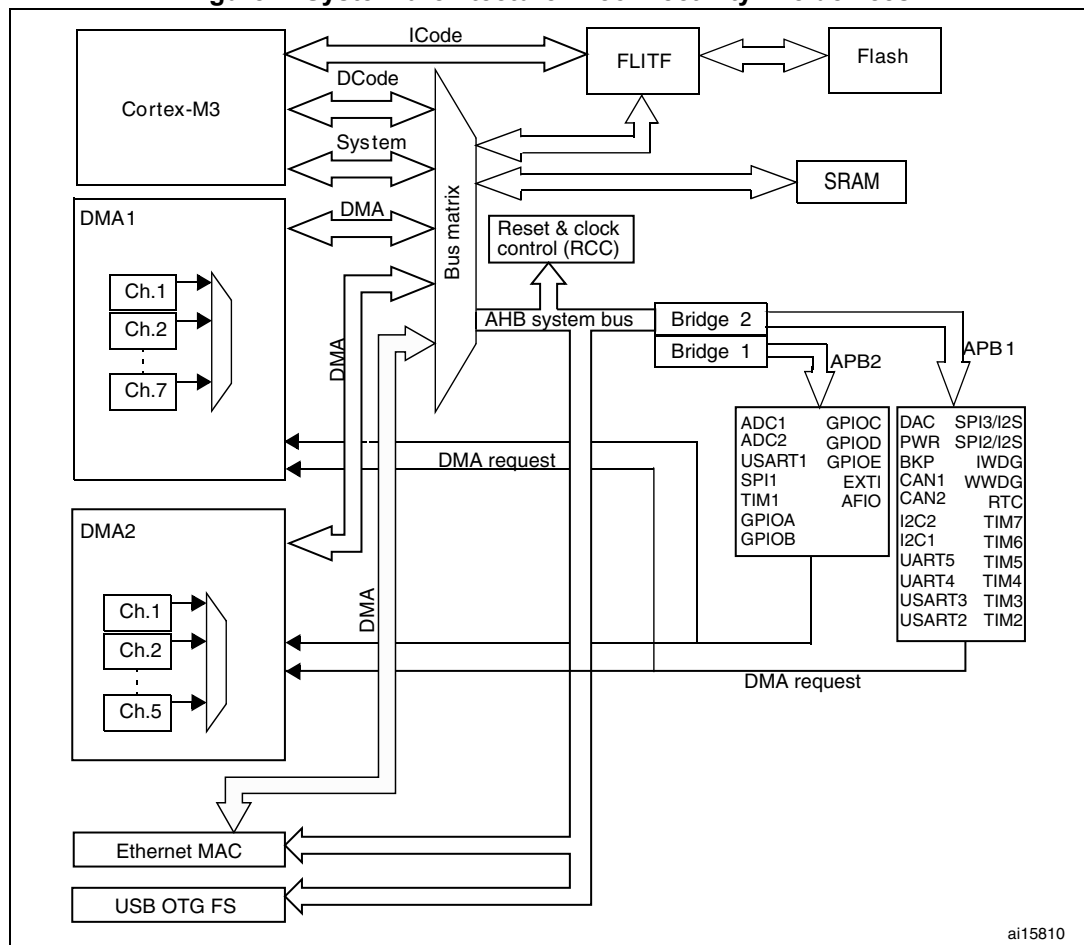 ICode
FLITF
Flash
Cortex-M3
DCode
System
SRAM
DMA1
DMA
Bus matrix
Reset & clock
control (RCC)
Ch.1
Ch.2
Ch.7
AHB system bus
Bridge 2
Bridge 1
APB2
APB1
DMA
ADC1 GPIOC
ADC2 GPIOD
USART1 GPIOE
SPI1 EXTI
TIM1 AFIO
GPIOA
GPIOB
DAC SPI3/I2S
PWR SPI2/I2S
BKP IWDG
CAN1 WWDG
CAN2 RTC
I2C2 TIM7
I2C1 TIM6
UART5 TIM5
UART4 TIM4
USART3 TIM3
USART2 TIM2
DMA request
DMA2
Ch.1
Ch.2
Ch.5
DMA
DMA request
Ethernet MAC
USB OTG FS
ai15810